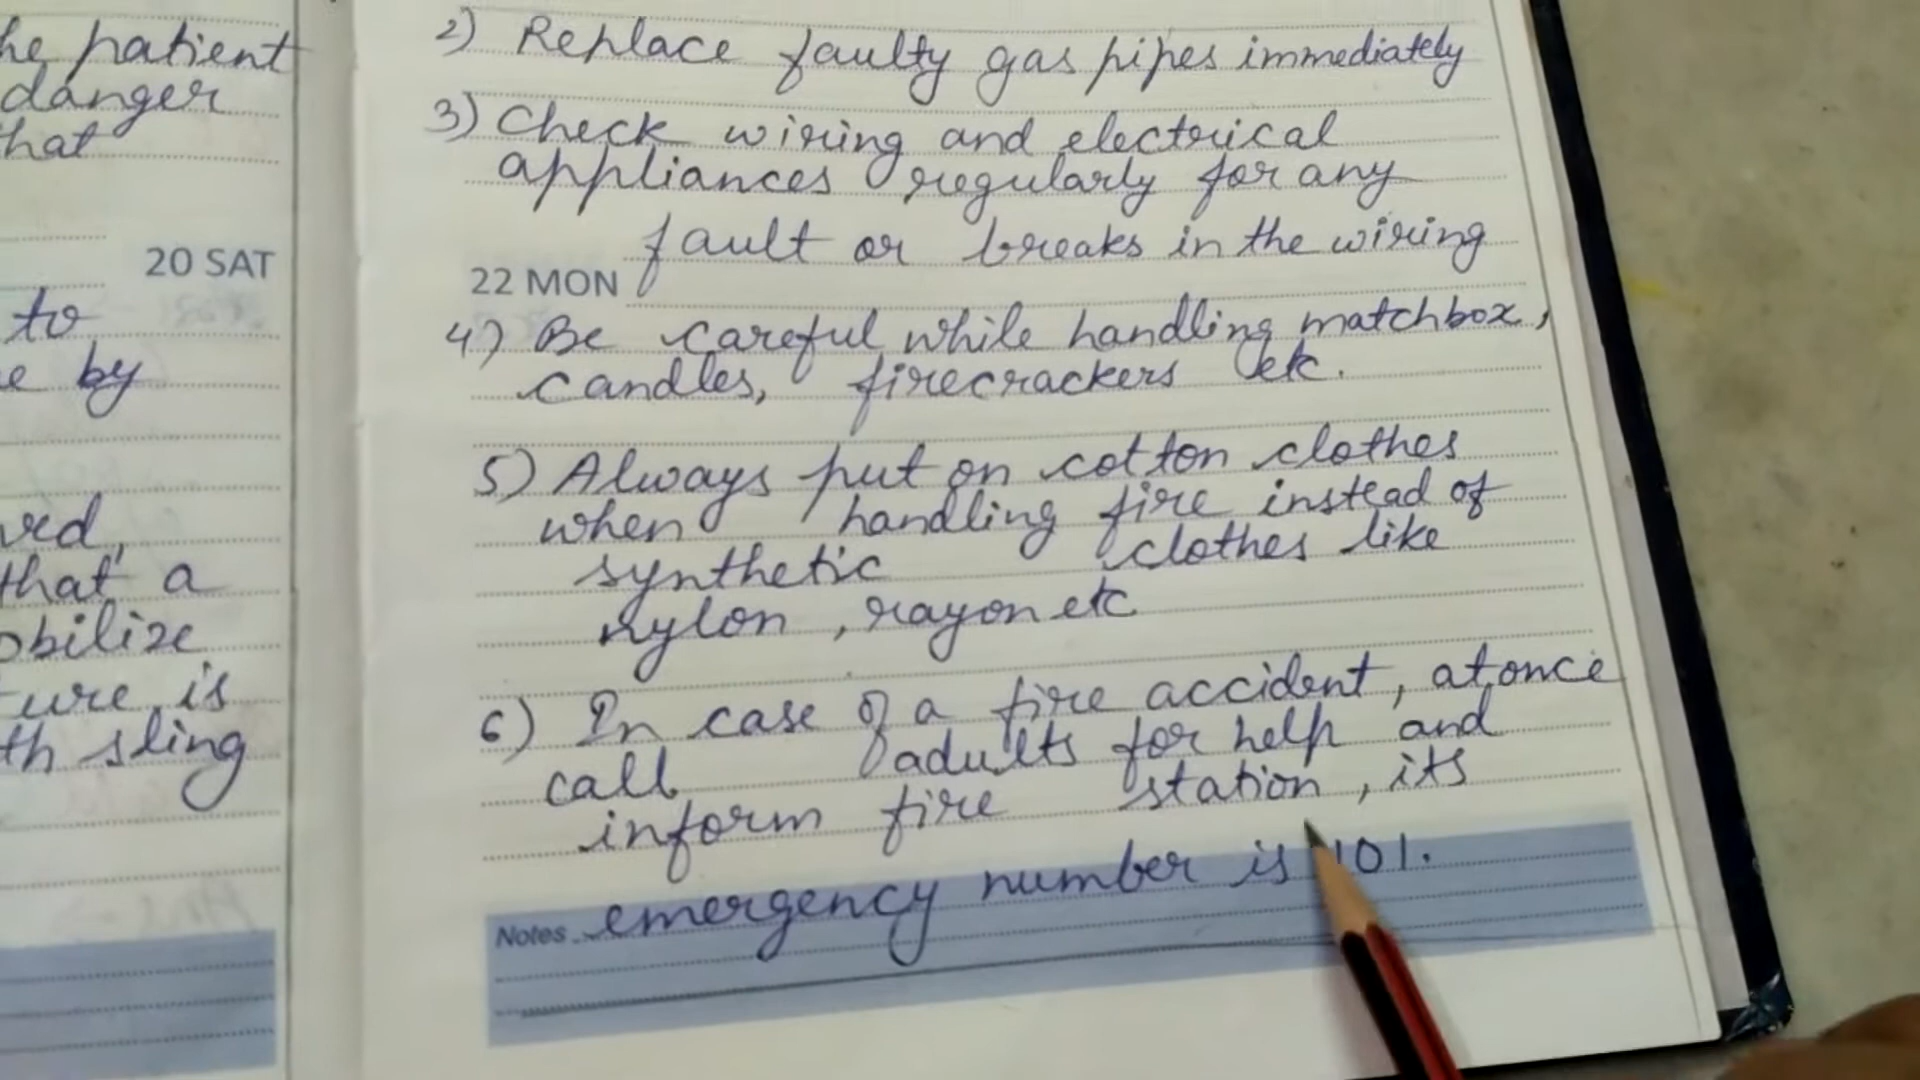 he patient
danger
that
20 SAT
to
e by
red,
that a
obilize
ture is
th sling
2) Replace faulty gas pipes immediately
3) Check wiring and electrical
appliances regularly for any
fault or breaks in the wiring
22 MON
4) Be careful while handling matchbox,
candles, firecrackers etc.
5) Always put on cotton clothes
when handling fire instead of
synthetic clothes like
nylon, rayon etc
6) In case of a fire accident, at once
call adults for help and
inform fire station, its
Notes emergency number is 101.